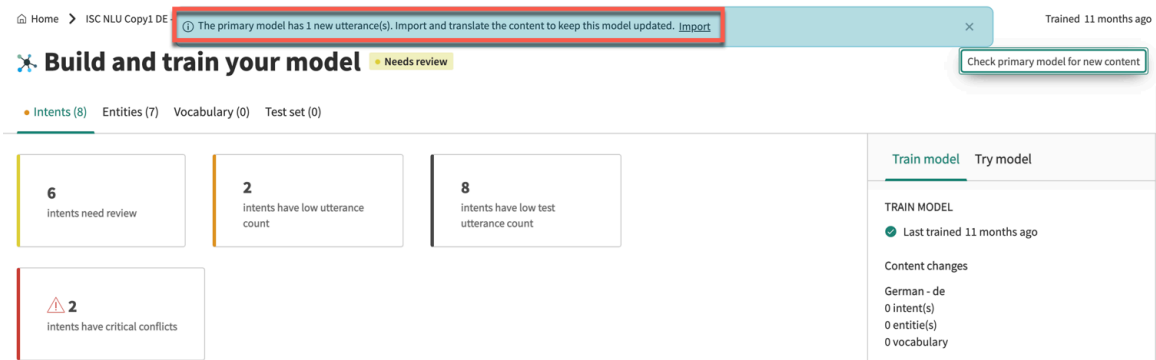 Home > ISC NLU Copy1 DE -
The primary model has 1 new utterance(s). Import and translate the content to keep this model updated. Import
Trained 11 months ago
Build and train your model
Needs review
Check primary model for new content
Intents (8) Entities (7) Vocabulary (0) Test set (0)
6
intents need review
2
intents have low utterance
count
8
intents have low test
utterance count
2
intents have critical conflicts
Train model Try model
TRAIN MODEL
Last trained 11 months ago
Content changes
German - de
0 intent(s)
0 entitie(s)
0 vocabulary